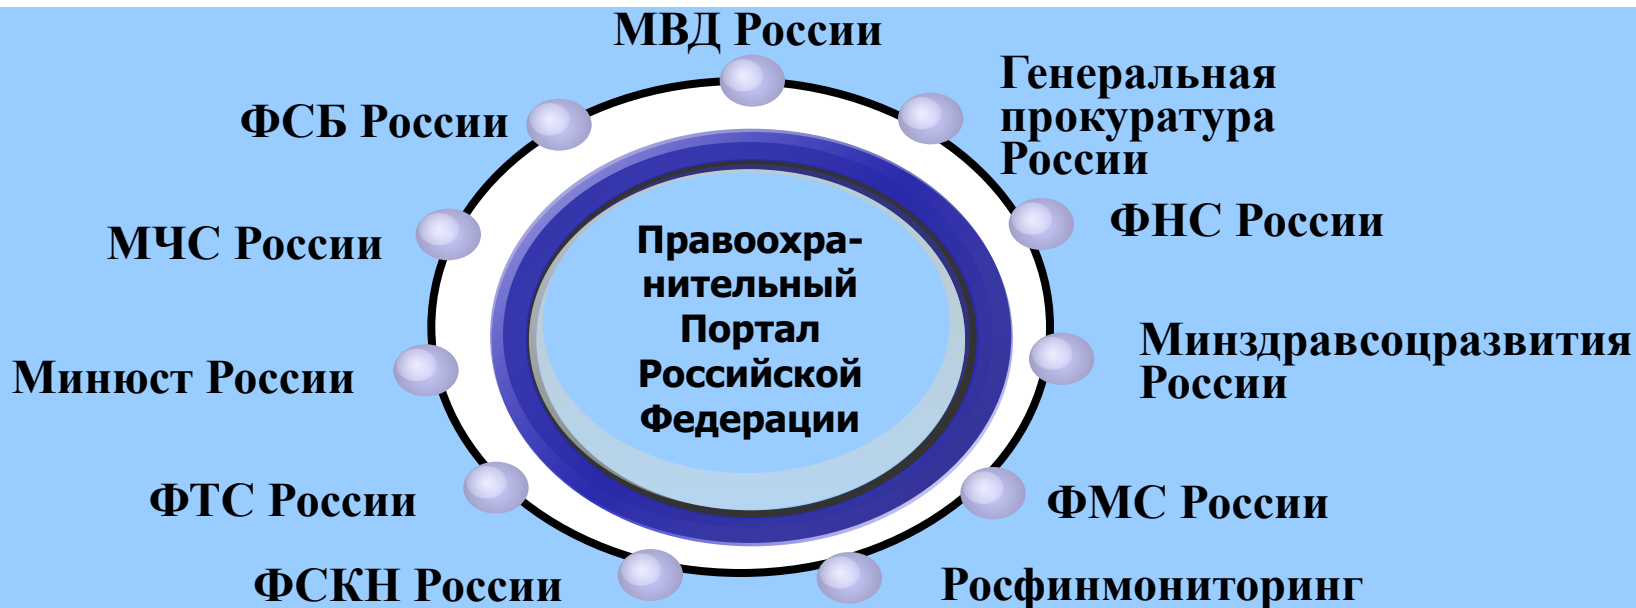 МВД России
Генеральная
прокуратура
России
ФСБ России
ФНС России
МЧС России
Правоохра-
нительный
Портал
Российской
Федерации
Минздравсоцразвития
России
Минюст России
ФТС России
ФМС России
ФСКН России
Росфинмониторинг